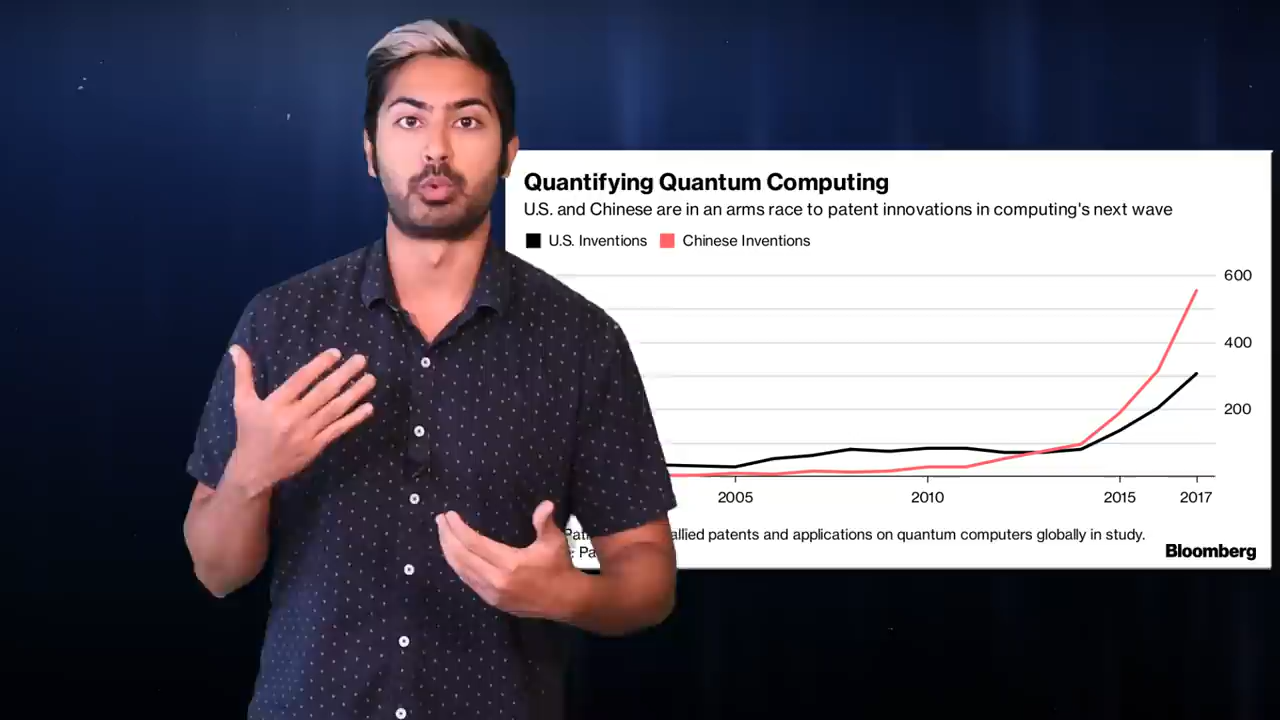 Quantifying Quantum Computing
U.S. and Chinese are in an arms race to patent innovations in computing's next wave
U.S. Inventions Chinese Inventions
600
400
200
2005 2010 2015 2017
patents and applications on quantum computers globally in study.
Bloomberg